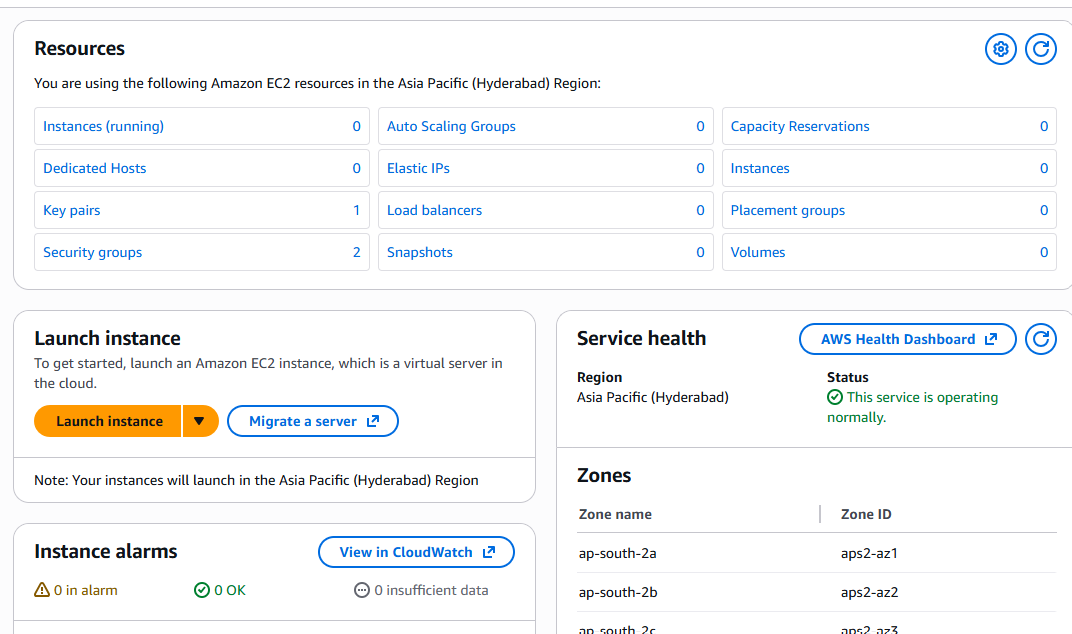 Resources
You are using the following Amazon EC2 resources in the Asia Pacific (Hyderabad) Region:
Instances (running) 0 Auto Scaling Groups 0 Capacity Reservations 0
Dedicated Hosts 0 Elastic IPs 0 Instances 0
Key pairs 1 Load balancers 0 Placement groups 0
Security groups 2 Snapshots 0 Volumes 0
Launch instance
To get started, launch an Amazon EC2 instance, which is a virtual server in
the cloud.
Launch instance Migrate a server
Note: Your instances will launch in the Asia Pacific (Hyderabad) Region
Instance alarms View in CloudWatch
0 in alarm 0 OK 0 insufficient data
Service health AWS Health Dashboard
Region Status
Asia Pacific (Hyderabad) This service is operating
normally.
Zones
Zone name Zone ID
ap-south-2a aps2-az1
ap-south-2b aps2-az2
ap-south-2c aps2-az3